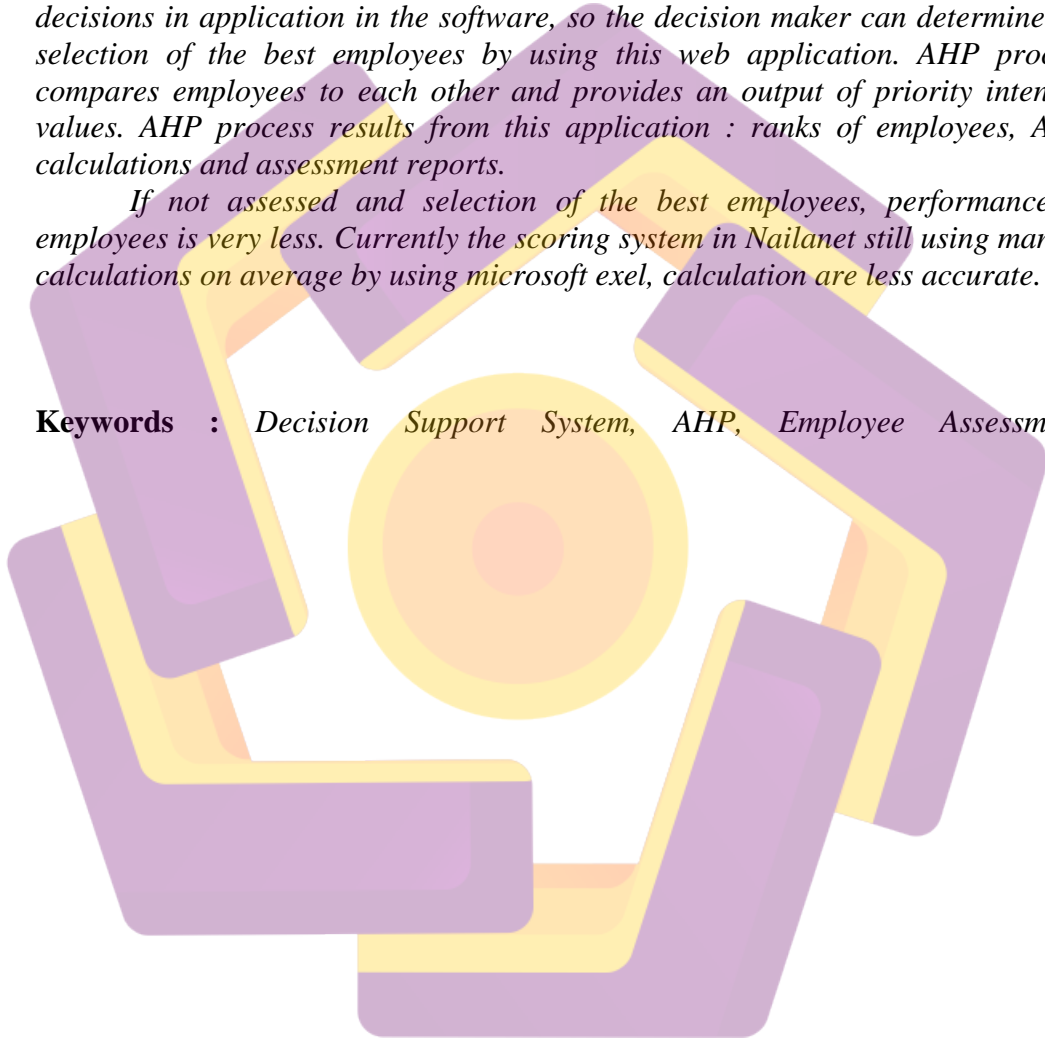 decisions in application in the software, so the decision maker can determine
selection of the best employees by using this web application. AHP proc
compares employees to each other and provides an output of priority inten
values. AHP process results from this application : ranks of employees, A
calculations and assessment reports.
If not assessed and selection of the best employees, performance
employees is very less. Currently the scoring system in Nailanet still using man
calculations on average by using microsoft exel, calculation are less accurate.
Keywords : Decision Support System, AHP, Employee Assessm